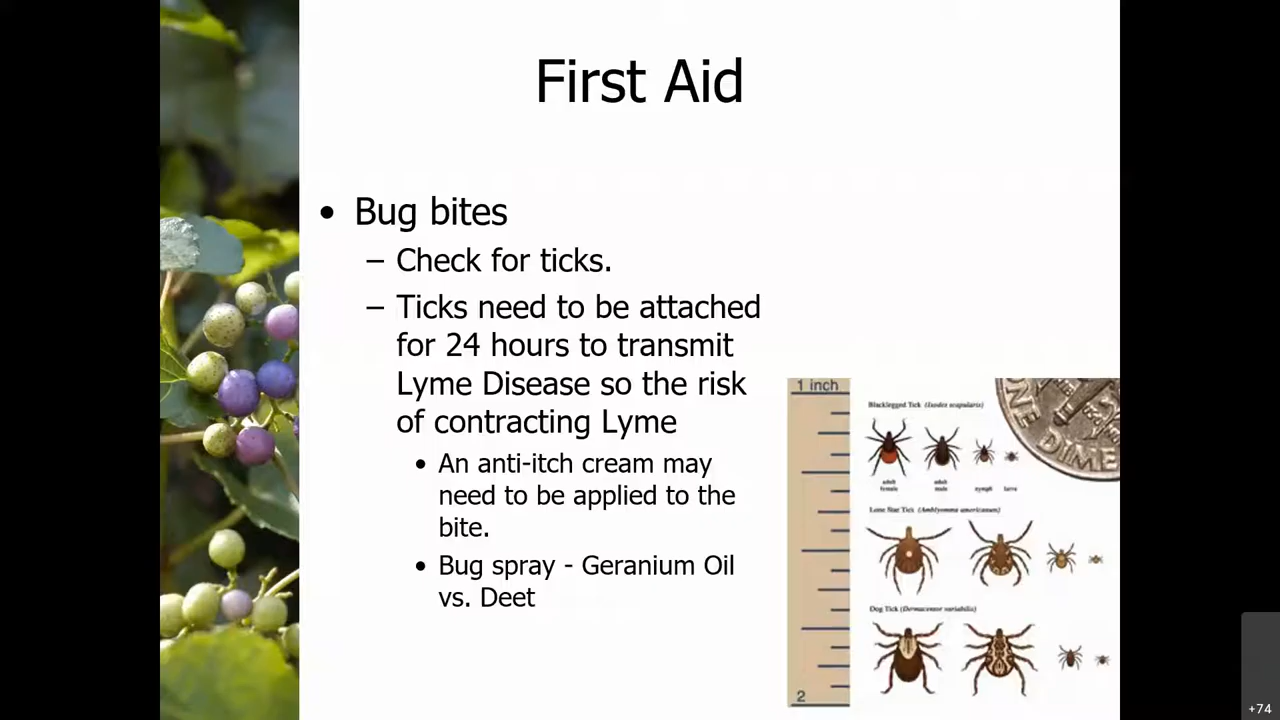 First Aid
• Bug bites
– Check for ticks.
– Ticks need to be attached
for 24 hours to transmit
Lyme Disease so the risk
of contracting Lyme
• An anti-itch cream may
need to be applied to the
bite.
• Bug spray - Geranium Oil
vs. Deet
1 inch
2
Blacklegged Tick (Ixodes scapularis)
adult female
adult male
nymph
larva
ONE DIME
Lone Star Tick (Amblyomma americanum)
Dog Tick (Dermacentor variabilis)
+74